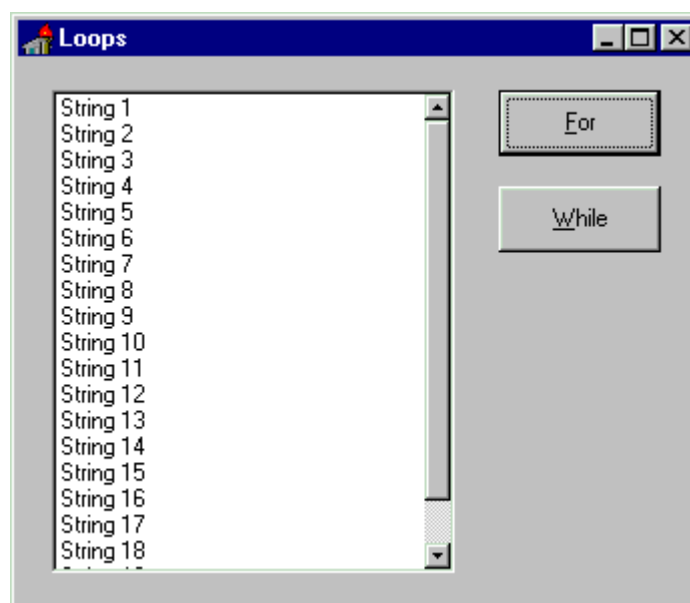 Loops
String 1
String 2
String 3
String 4
String 5
String 6
String 7
String 8
String 9
String 10
String 11
String 12
String 13
String 14
String 15
String 16
String 17
String 18
For
While